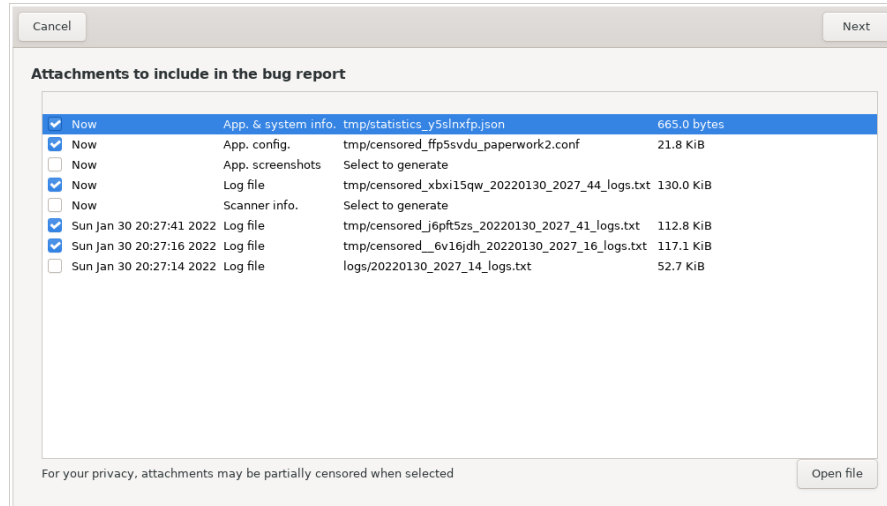 Cancel Next
Attachments to include in the bug report
Now App. & system info. tmp/statistics_y5slnxfp.json 665.0 bytes
Now App. config. tmp/censored_ffp5svdu_paperwork2.conf 21.8 KiB
Now App. screenshots Select to generate
Now Log file tmp/censored_xbxi15qw_20220130_2027_44_logs.txt 130.0 KiB
Now Scanner info. Select to generate
Sun Jan 30 20:27:41 2022 Log file tmp/censored_j6pft5zs_20220130_2027_41_logs.txt 112.8 KiB
Sun Jan 30 20:27:16 2022 Log file tmp/censored__6v16jdh_20220130_2027_16_logs.txt 117.1 KiB
Sun Jan 30 20:27:14 2022 Log file logs/20220130_2027_14_logs.txt 52.7 KiB
For your privacy, attachments may be partially censored when selected Open file